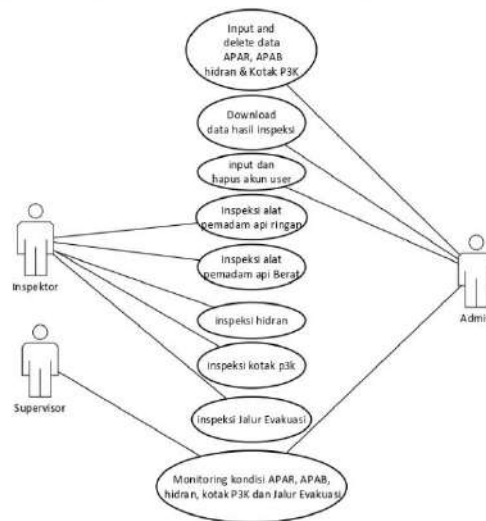 Input and
delete data
APAR, APAB
hidran & Kotak P3K
Download
data hasil inspeksi
input dan
hapus akun user
Inspeksi alat
pemadam api ringan
Inspeksi alat
pemadam api Berat
Inspektor
inspeksi hidran
Admi
inspeksi kotak p3k
Supervisor
inspeksi Jalur Evakuasi
Monitoring kondisi APAR, APAB,
hidran, kotak P3K dan Jalur Evakuasi